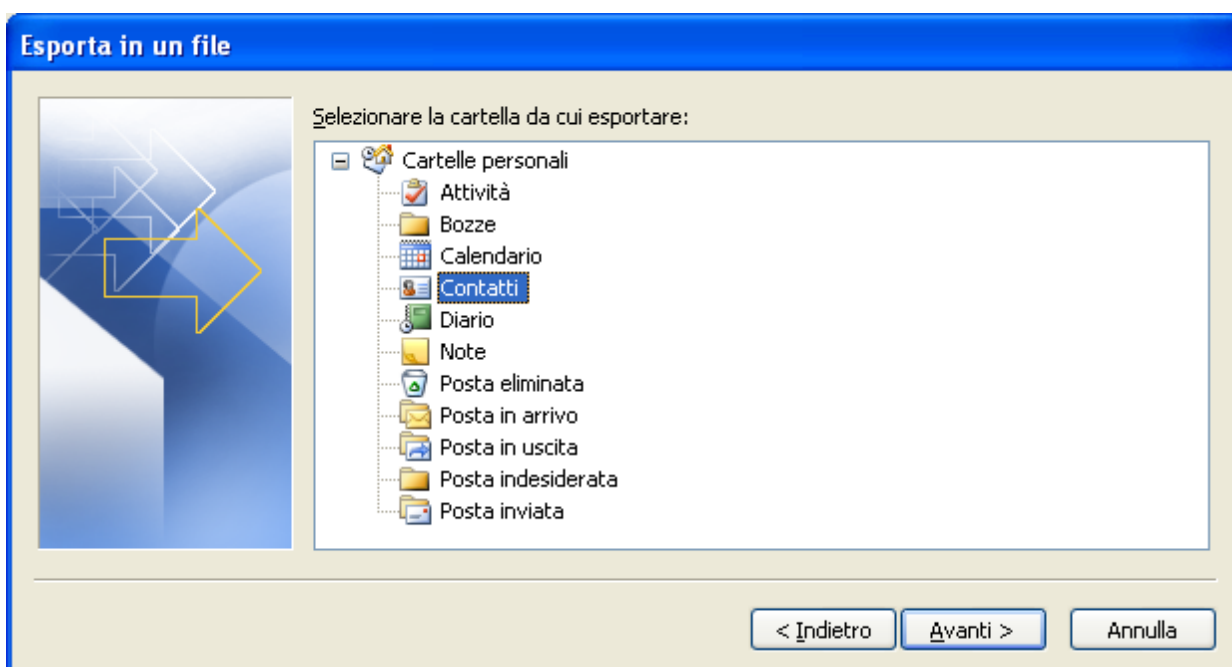 Esporta in un file
Selezionare la cartella da cui esportare:
Cartelle personali
Attività
Bozze
Calendario
Contatti
Diario
Note
Posta eliminata
Posta in arrivo
Posta in uscita
Posta indesiderata
Posta inviata
< Indietro Avanti > Annulla